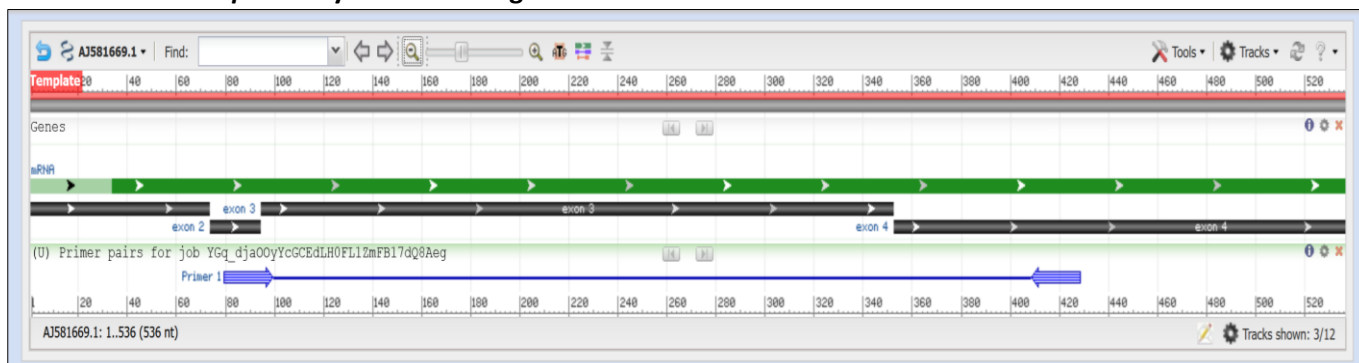 AJ581669.1 Find: Tools Tracks ?
Template 20 40 60 80 100 120 140 160 180 200 220 240 260 280 300 320 340 360 380 400 420 440 460 480 500 520
Genes
mRNA
exon 3 exon 3
exon 2 exon 4 exon 4
(U) Primer pairs for job YGq_djaOOyYcGCEdLH0FL1ZmFB17dQ8Aeg
Primer 1
1 20 40 60 80 100 120 140 160 180 200 220 240 260 280 300 320 340 360 380 400 420 440 460 480 500 520
AJ581669.1: 1..536 (536 nt) Tracks shown: 3/12